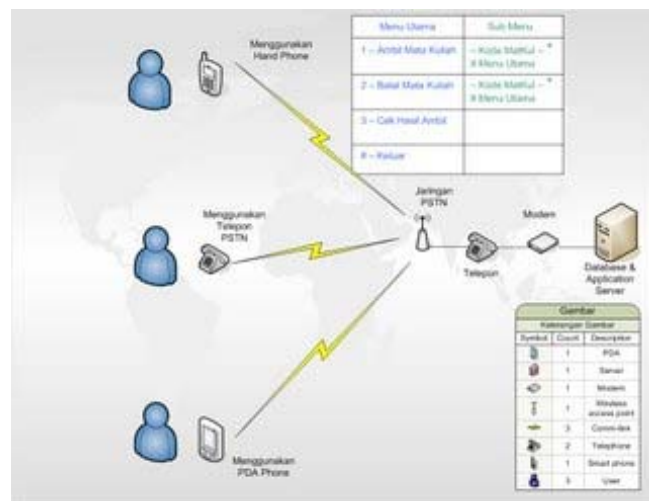 Menggunakan
Hand Phone
Menu Utama
Sub Menu
1 – Ambil Mata Kuliah
– Kode MatKul – *
# Menu Utama
2 – Batal Mata Kuliah
– Kode MatKul – *
# Menu Utama
3 – Cek Hasil Ambil
# – Keluar
Menggunakan
Telepon
PSTN
Jaringan
PSTN
Modem
Telepon
Database &
Application
Server
Menggunakan
PDA Phone
Gambar
Keterangan Gambar
Symbol Count Description
1 PDA
1 Server
1 Modem
1 Wireless
access point
3 Comm-link
2 Telephone
1 Smart phone
3 User